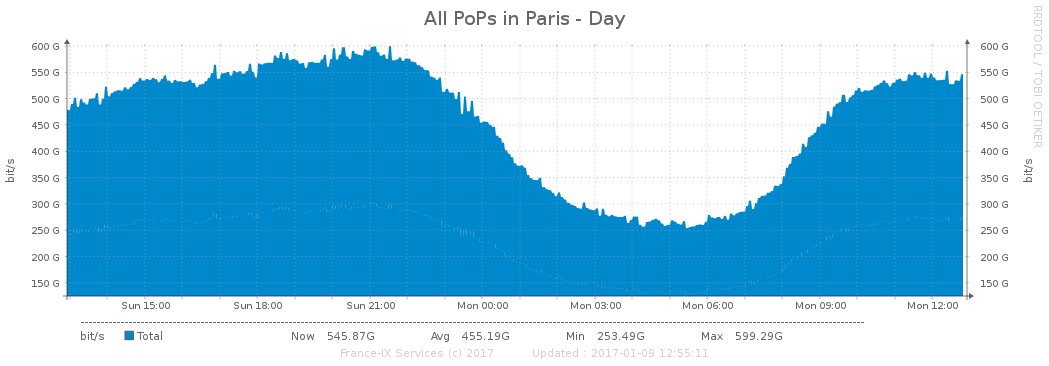 All PoPs in Paris - Day
RRDTOOL / TOBI OETIKER
600 G 600 G
550 G 550 G
500 G 500 G
450 G 450 G
400 G 400 G
350 G 350 G
300 G 300 G
250 G 250 G
200 G 200 G
150 G 150 G
bit/s bit/s
Sun 15:00 Sun 18:00 Sun 21:00 Mon 00:00 Mon 03:00 Mon 06:00 Mon 09:00 Mon 12:00
bit/s Total Now 545.87G Avg 455.19G Min 253.49G Max 599.29G
France-IX Services (c) 2017 Updated : 2017-01-09 12:55:11